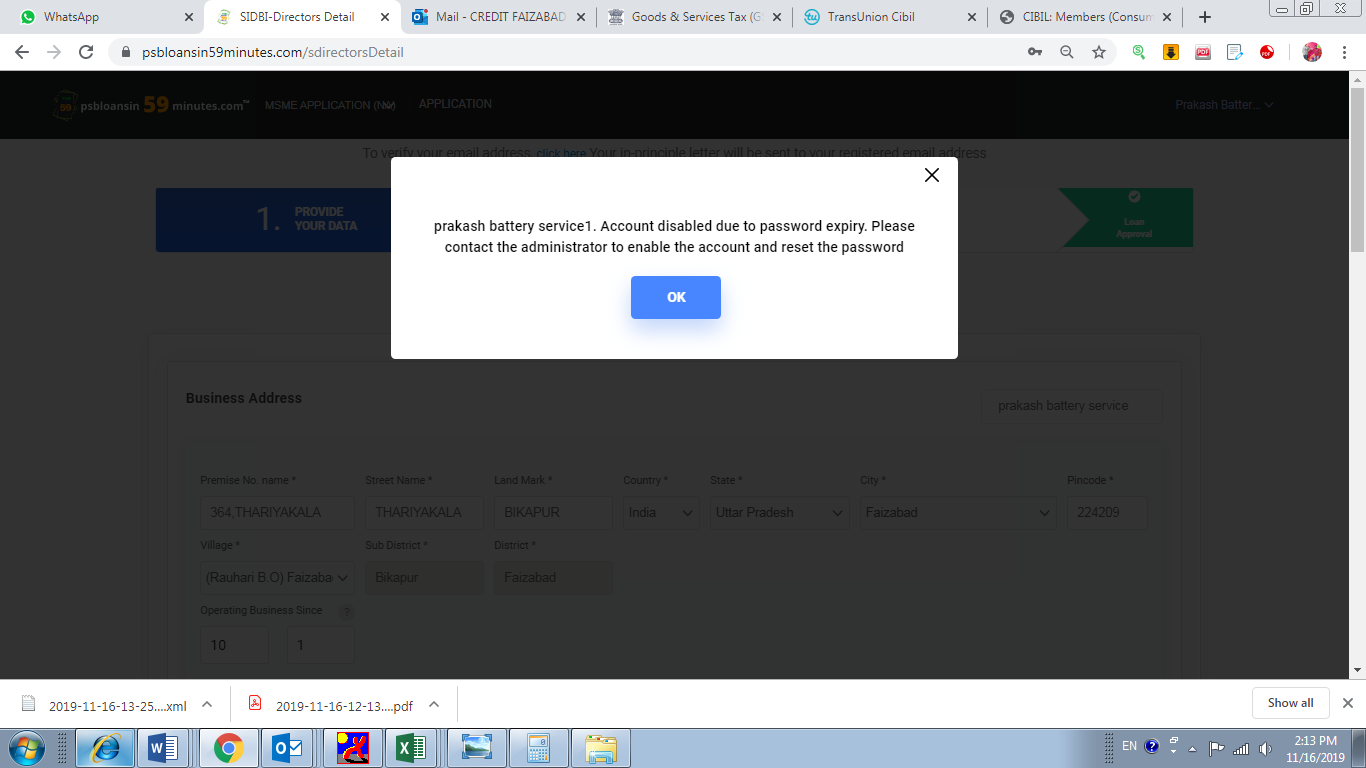 WhatsApp
SIDBI-Directors Detail
Mail - CREDIT FAIZABAD
Goods & Services Tax (GS
TransUnion Cibil
CIBIL: Members (Consum
psbloansin59minutes.com/sdirectorsDetail
psbloansin 59 minutes.com™
APPLICATION
Prakash Batter...
To verify your email address, click here Your in-principle letter will be sent to your registered email address
1. PROVIDE
YOUR DATA
Loan
Approval
prakash battery service1. Account disabled due to password expiry. Please
contact the administrator to enable the account and reset the password
OK
Business Address
prakash battery service
Premise No. name * Street Name * Land Mark * Country * State * City * Pincode *
364,THARIYAKALA THARIYAKALA BIKAPUR India Uttar Pradesh Faizabad 224209
Village * Sub District * District *
(Rauhari B.O) Faizaba Bikapur Faizabad
Operating Business Since ?
10 1
2019-11-16-13-25....xml
2019-11-16-12-13....pdf
Show all
EN
2:13 PM
11/16/2019